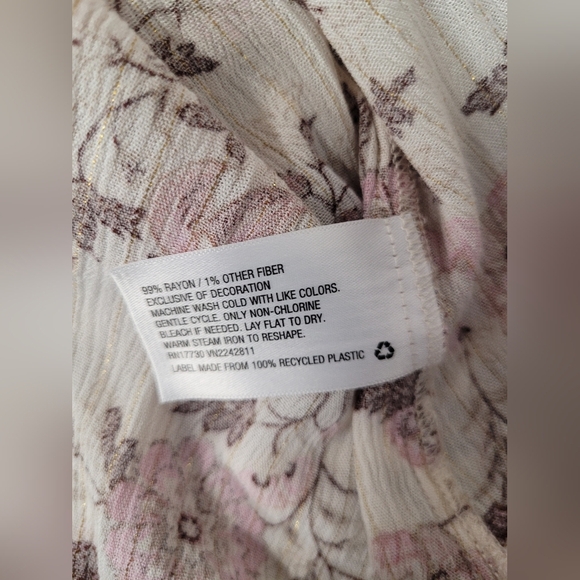 99% RAYON / 1% OTHER FIBER
EXCLUSIVE OF DECORATION
MACHINE WASH COLD WITH LIKE COLORS.
GENTLE CYCLE. ONLY NON-CHLORINE
BLEACH IF NEEDED. LAY FLAT TO DRY.
WARM STEAM IRON TO RESHAPE.
RN17730 VN2242811
LABEL MADE FROM 100% RECYCLED PLASTIC